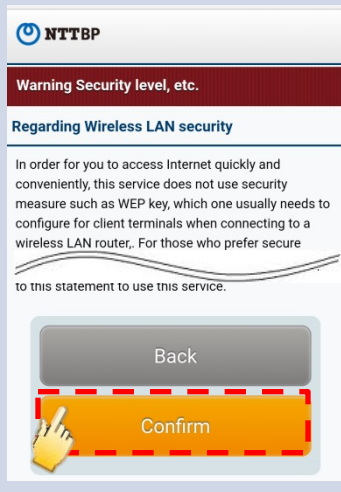 NTTBP
Warning Security level, etc.
Regarding Wireless LAN security
In order for you to access Internet quickly and
conveniently, this service does not use security
measure such as WEP key, which one usually needs to
configure for client terminals when connecting to a
wireless LAN router,. For those who prefer secure
to this statement to use this service.
Back
Confirm